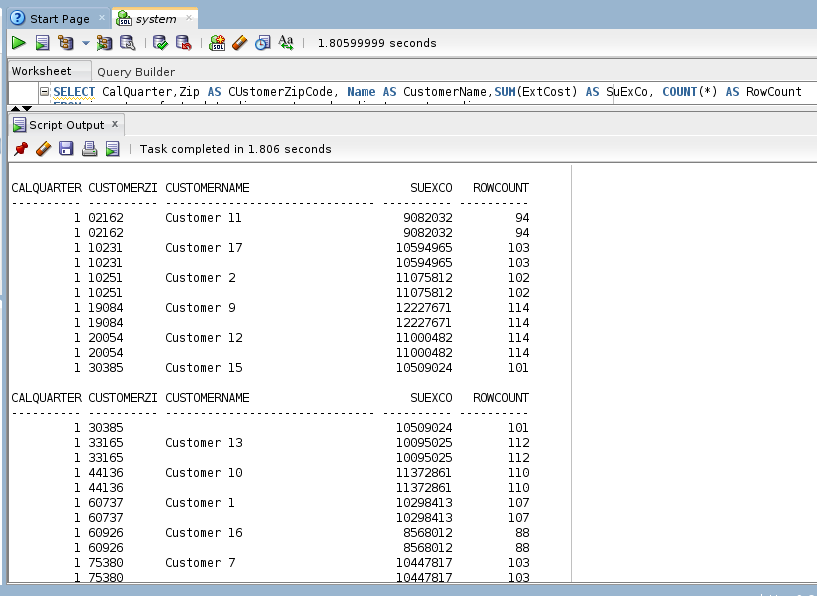 Start Page
system
1.80599999 seconds
Worksheet
Query Builder
SELECT CalQuarter,Zip AS CUstomerZipCode, Name AS CustomerName,SUM(ExtCost) AS SuExCo, COUNT(*) AS RowCount
Script Output x
Task completed in 1.806 seconds
CALQUARTER CUSTOMERZI CUSTOMERNAME SUEXCO ROWCOUNT
---------- ---------- ------------------------------ ---------- ----------
1 02162 Customer 11 9082032 94
1 02162 9082032 94
1 10231 Customer 17 10594965 103
1 10231 10594965 103
1 10251 Customer 2 11075812 102
1 10251 11075812 102
1 19084 Customer 9 12227671 114
1 19084 12227671 114
1 20054 Customer 12 11000482 114
1 20054 11000482 114
1 30385 Customer 15 10509024 101
CALQUARTER CUSTOMERZI CUSTOMERNAME SUEXCO ROWCOUNT
---------- ---------- ------------------------------ ---------- ----------
1 30385 10509024 101
1 33165 Customer 13 10095025 112
1 33165 10095025 112
1 44136 Customer 10 11372861 110
1 44136 11372861 110
1 60737 Customer 1 10298413 107
1 60737 10298413 107
1 60926 Customer 16 8568012 88
1 60926 8568012 88
1 75380 Customer 7 10447817 103
1 75380 10447817 103